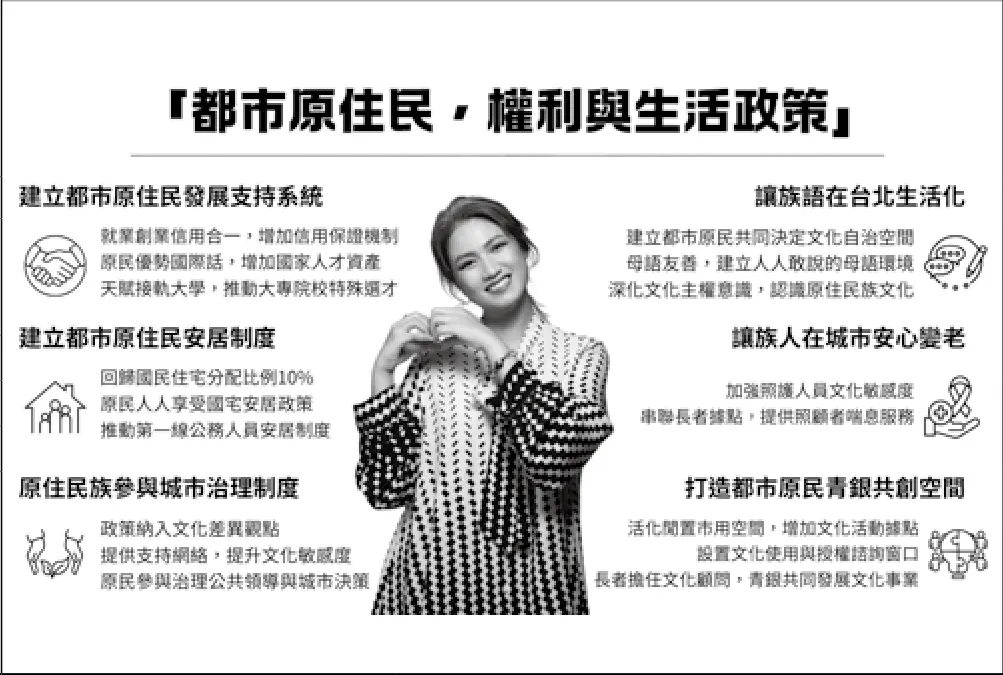 「都市原住民，權利與生活政策」
建立都市原住民發展支持系統
就業創業信用合一，增加信用保證機制
原民優勢國際話，增加國家人才資產
天賦接軌大學，推動大專院校特殊選才
建立都市原住民安居制度
回歸國民住宅分配比例10%
原民人人享受國宅安居政策
推動第一線公務人員安居制度
原住民族參與城市治理制度
政策納入文化差異觀點
提供支持網絡，提升文化敏感度
原民參與治理公共領導與城市決策
讓族語在台北生活化
建立都市原民共同決定文化自治空間
母語友善，建立人人敢說的母語環境
深化文化主權意識，認識原住民族文化
讓族人在城市安心變老
加強照護人員文化敏感度
串聯長者據點，提供照顧者喘息服務
打造都市原民青銀共創空間
活化閒置市用空間，增加文化活動據點
設置文化使用與授權諮詢窗口
長者擔任文化顧問，青銀共同發展文化事業